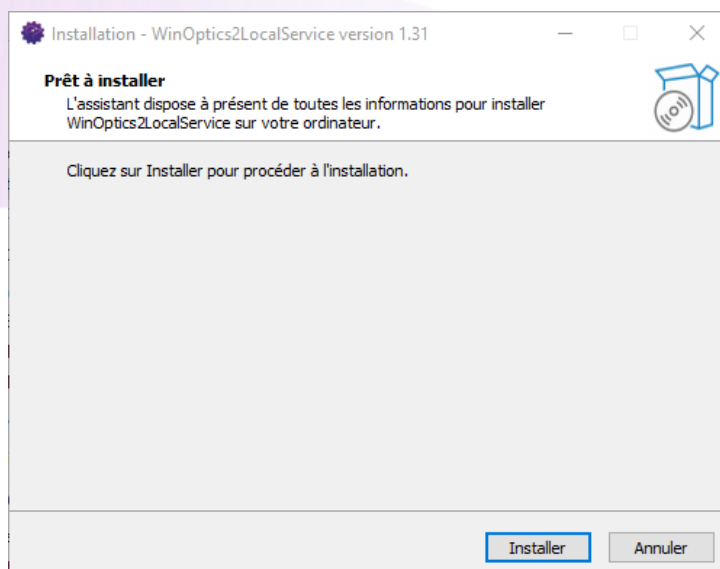 Installation - WinOptics2LocalService version 1.31
Prêt à installer
L'assistant dispose à présent de toutes les informations pour installer
WinOptics2LocalService sur votre ordinateur.
Cliquez sur Installer pour procéder à l'installation.
Installer
Annuler